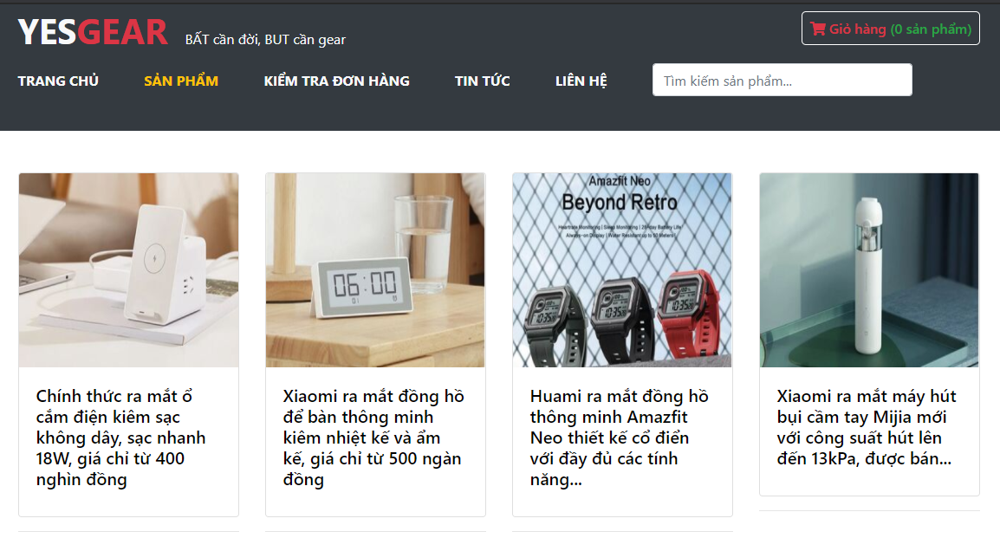 YESGEAR BẤT cần đời, BUT cần gear
Giỏ hàng (0 sản phẩm)
TRANG CHỦ SẢN PHẨM KIỂM TRA ĐƠN HÀNG TIN TỨC LIÊN HỆ Tìm kiếm sản phẩm...
06:00
Amazfit Neo
Beyond Retro
Heartrate Monitoring | Sleep Monitoring | 28-day Battery Life
Always-on Display | Water Resistant up to 50 Meters
10:35
10:35
10:35
Chính thức ra mắt ổ
cắm điện kiêm sạc
không dây, sạc nhanh
18W, giá chỉ từ 400
nghìn đồng
Xiaomi ra mắt đồng hồ
để bàn thông minh
kiêm nhiệt kế và ẩm
kế, giá chỉ từ 500 ngàn
đồng
Huami ra mắt đồng hồ
thông minh Amazfit
Neo thiết kế cổ điển
với đầy đủ các tính
năng...
Xiaomi ra mắt máy hút
bụi cầm tay Mijia mới
với công suất hút lên
đến 13kPa, được bán...